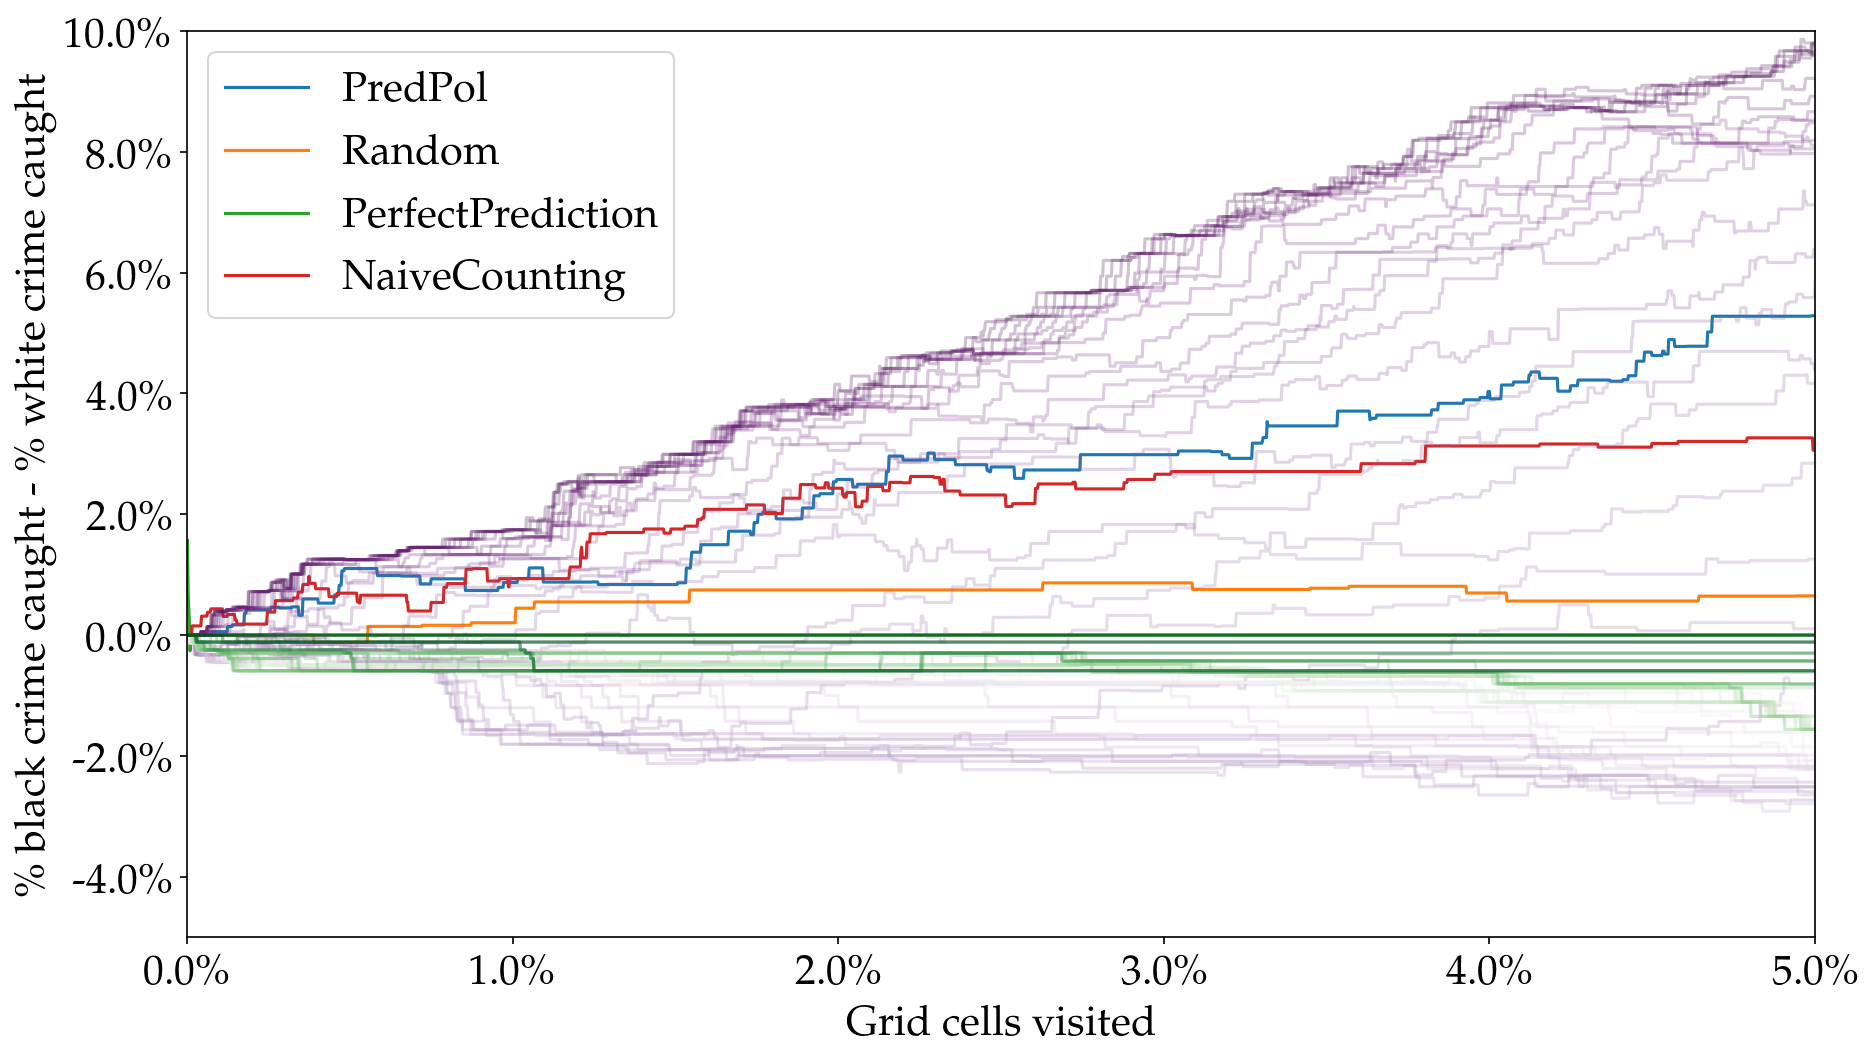 % black crime caught - % white crime caught
10.0%
8.0%
6.0%
4.0%
2.0%
0.0%
-2.0%
-4.0%
PredPol
Random
PerfectPrediction
NaiveCounting
0.0% 1.0% 2.0% 3.0% 4.0% 5.0%
Grid cells visited